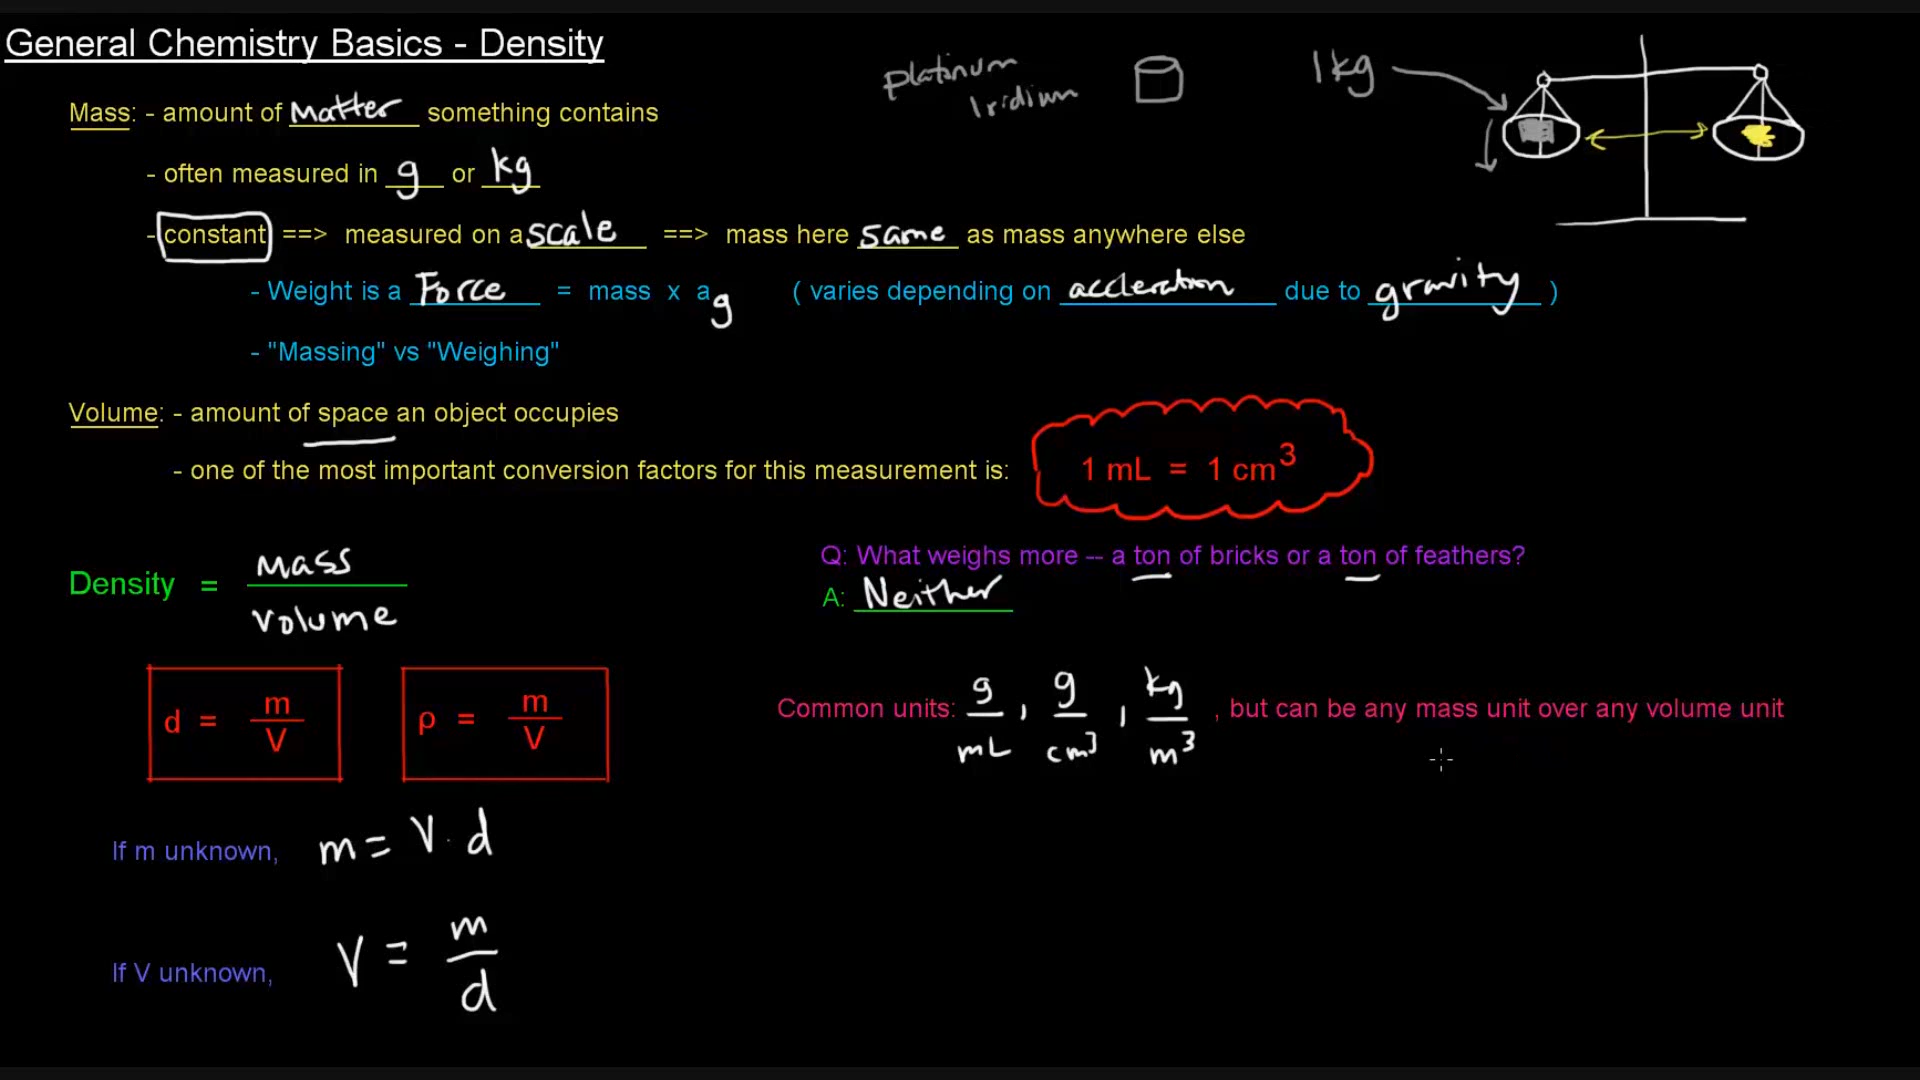 General Chemistry Basics - Density
platinum
Iridium
1kg
Mass: - amount of Matter something contains
- often measured in g or kg
- constant ==> measured on a scale ==> mass here same as mass anywhere else
- Weight is a Force = mass x a g ( varies depending on accleration due to gravity )
- "Massing" vs "Weighing"
Volume: - amount of space an object occupies
- one of the most important conversion factors for this measurement is: 1 mL = 1 cm³
Q: What weighs more -- a ton of bricks or a ton of feathers?
A: Neither
Density = mass / volume
d = m / V
ρ = m / V
Common units: g / mL , g / cm³ , kg / m³ , but can be any mass unit over any volume unit
If m unknown, m = V · d
If V unknown, V = m / d